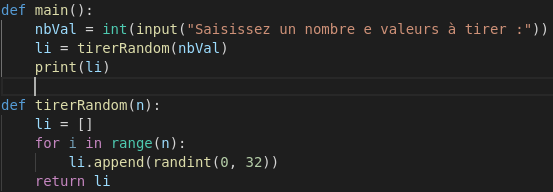 def main():
    nbVal = int(input("Saisissez un nombre e valeurs à tirer :"))
    li = tirerRandom(nbVal)
    print(li)
def tirerRandom(n):
    li = []
    for i in range(n):
        li.append(randint(0, 32))
    return li